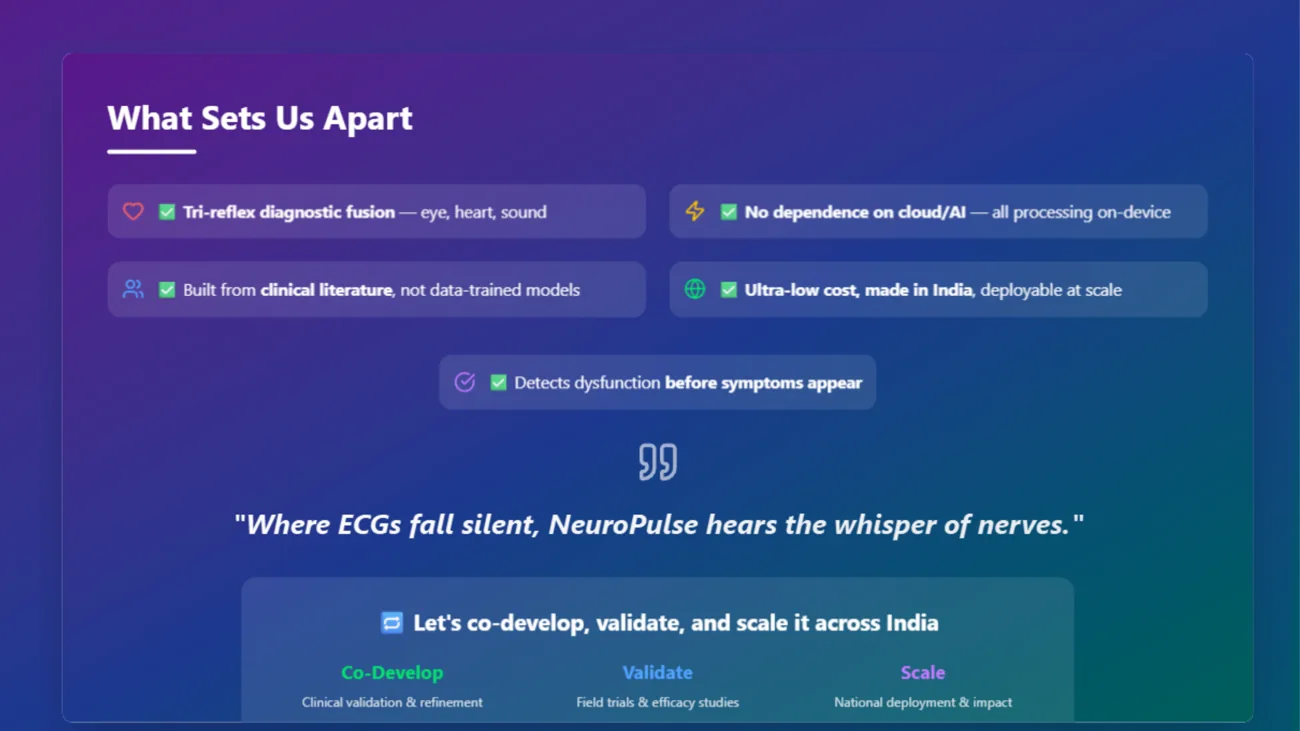 What Sets Us Apart
✅ Tri-reflex diagnostic fusion — eye, heart, sound
✅ No dependence on cloud/AI — all processing on-device
✅ Built from clinical literature, not data-trained models
✅ Ultra-low cost, made in India, deployable at scale
✅ Detects dysfunction before symptoms appear
"Where ECGs fall silent, NeuroPulse hears the whisper of nerves."
🔁 Let's co-develop, validate, and scale it across India
Co-Develop
Clinical validation & refinement
Validate
Field trials & efficacy studies
Scale
National deployment & impact